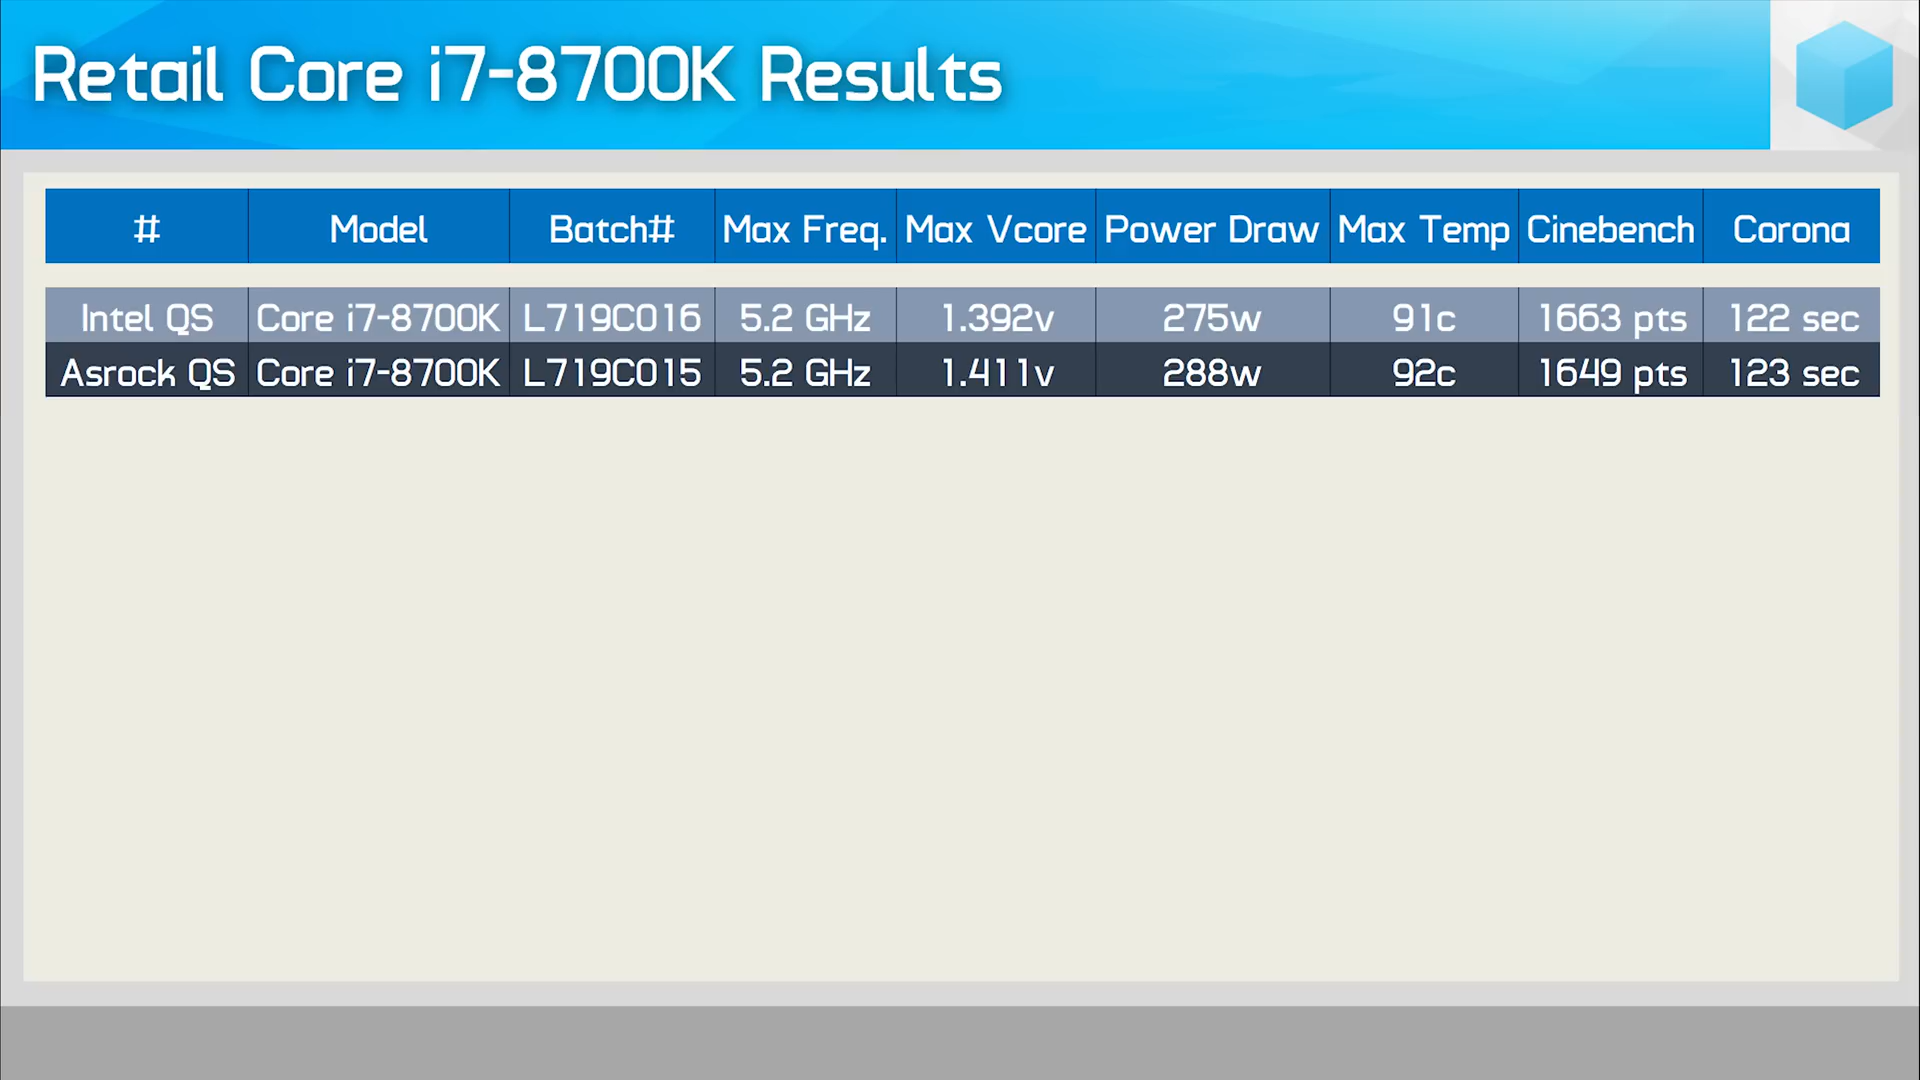 Retail Core i7-8700K Results
# Model Batch# Max Freq. Max Vcore Power Draw Max Temp Cinebench Corona
Intel QS Core i7-8700K L719C016 5.2 GHz 1.392v 275w 91c 1663 pts 122 sec
Asrock QS Core i7-8700K L719C015 5.2 GHz 1.411v 288w 92c 1649 pts 123 sec